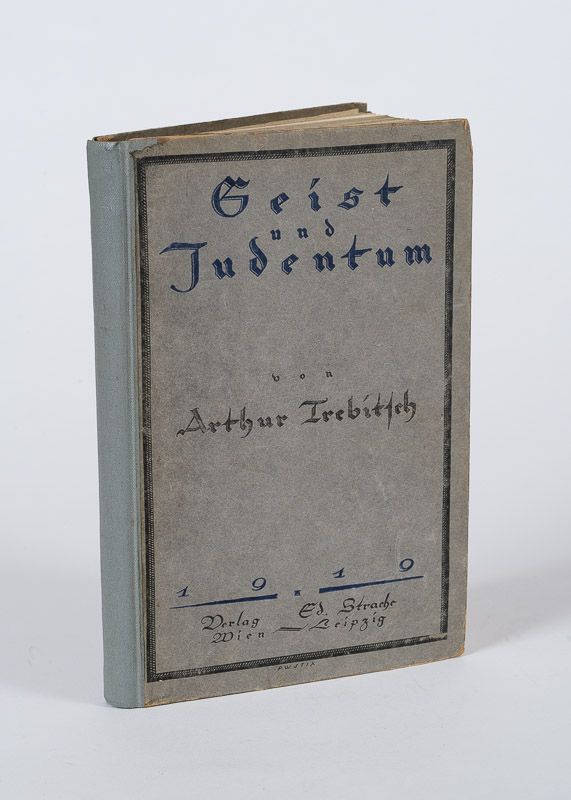 Geist
und
Judentum
von
Arthur Trebitsch
1919
Verlag Ed. Strache
Wien Leipzig